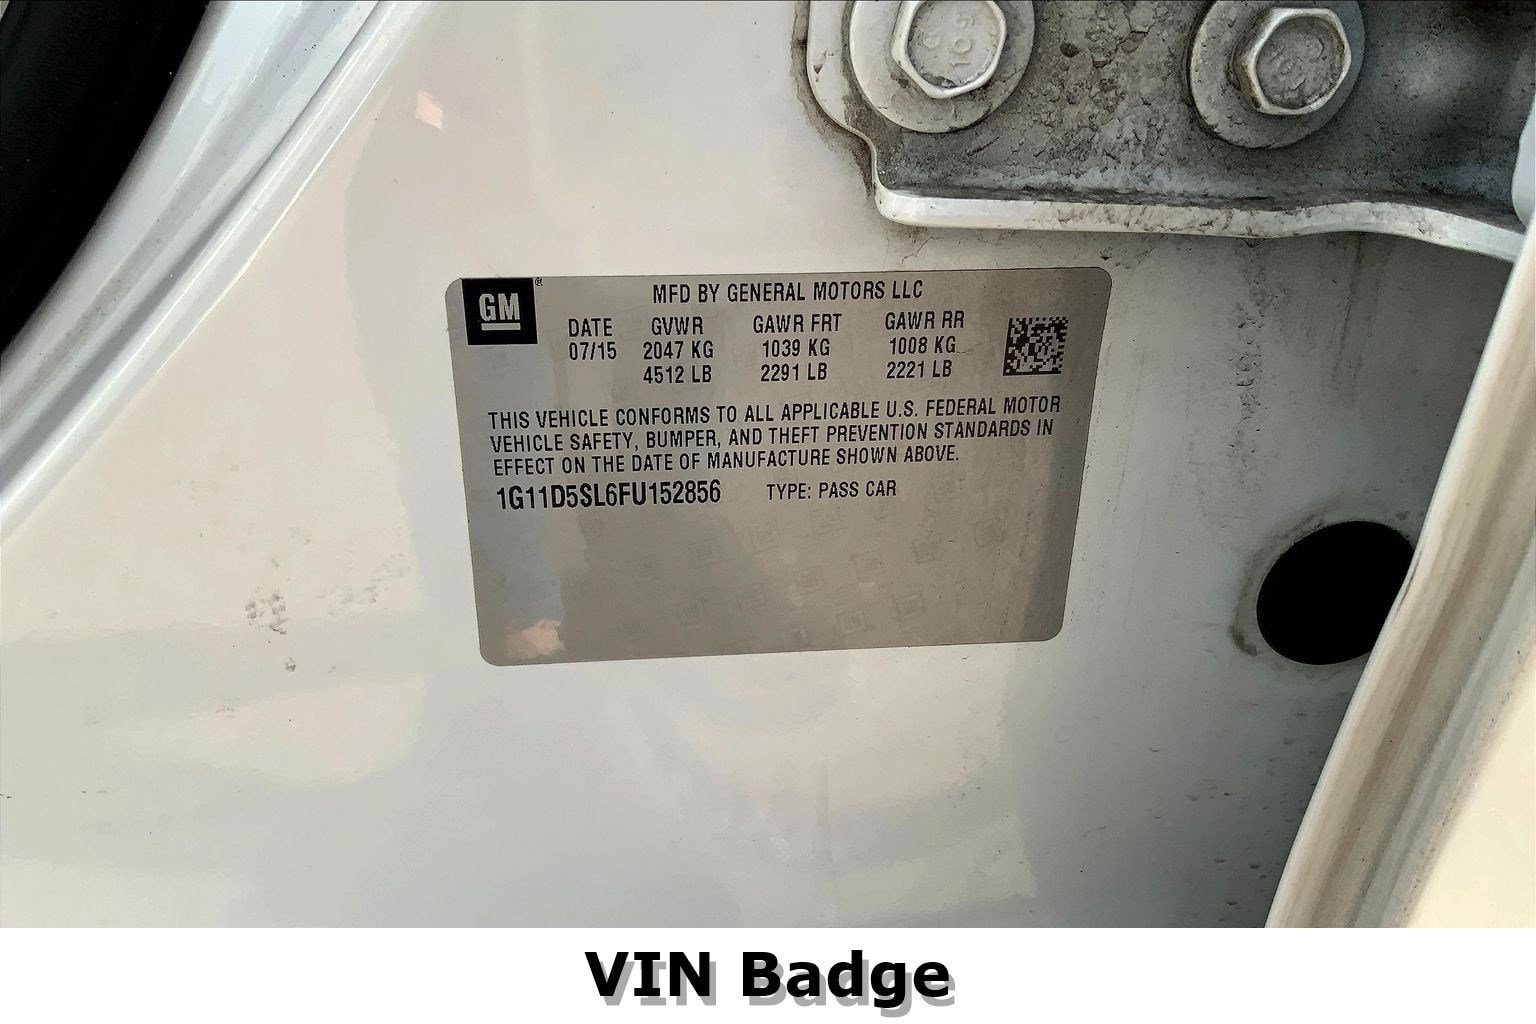 GM®
MFD BY GENERAL MOTORS LLC
DATE GVWR GAWR FRT GAWR RR
07/15 2047 KG 1039 KG 1008 KG
4512 LB 2291 LB 2221 LB
THIS VEHICLE CONFORMS TO ALL APPLICABLE U.S. FEDERAL MOTOR
VEHICLE SAFETY, BUMPER, AND THEFT PREVENTION STANDARDS IN
EFFECT ON THE DATE OF MANUFACTURE SHOWN ABOVE.
1G11D5SL6FU152856 TYPE: PASS CAR
VIN Badge